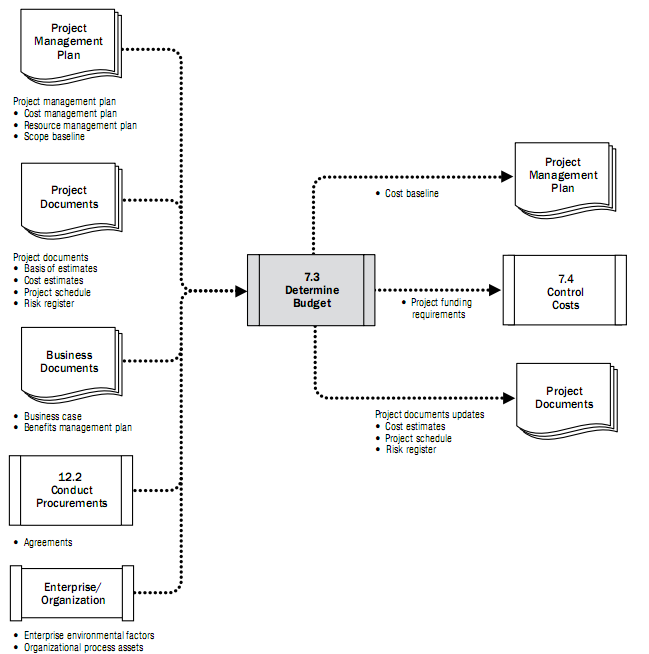 Project
Management
Plan
Project management plan
• Cost management plan
• Resource management plan
• Scope baseline
Project
Documents
Project documents
• Basis of estimates
• Cost estimates
• Project schedule
• Risk register
Business
Documents
• Business case
• Benefits management plan
12.2
Conduct
Procurements
• Agreements
Enterprise/
Organization
• Enterprise environmental factors
• Organizational process assets
7.3
Determine
Budget
• Cost baseline
Project
Management
Plan
• Project funding
requirements
7.4
Control
Costs
Project documents updates
• Cost estimates
• Project schedule
• Risk register
Project
Documents